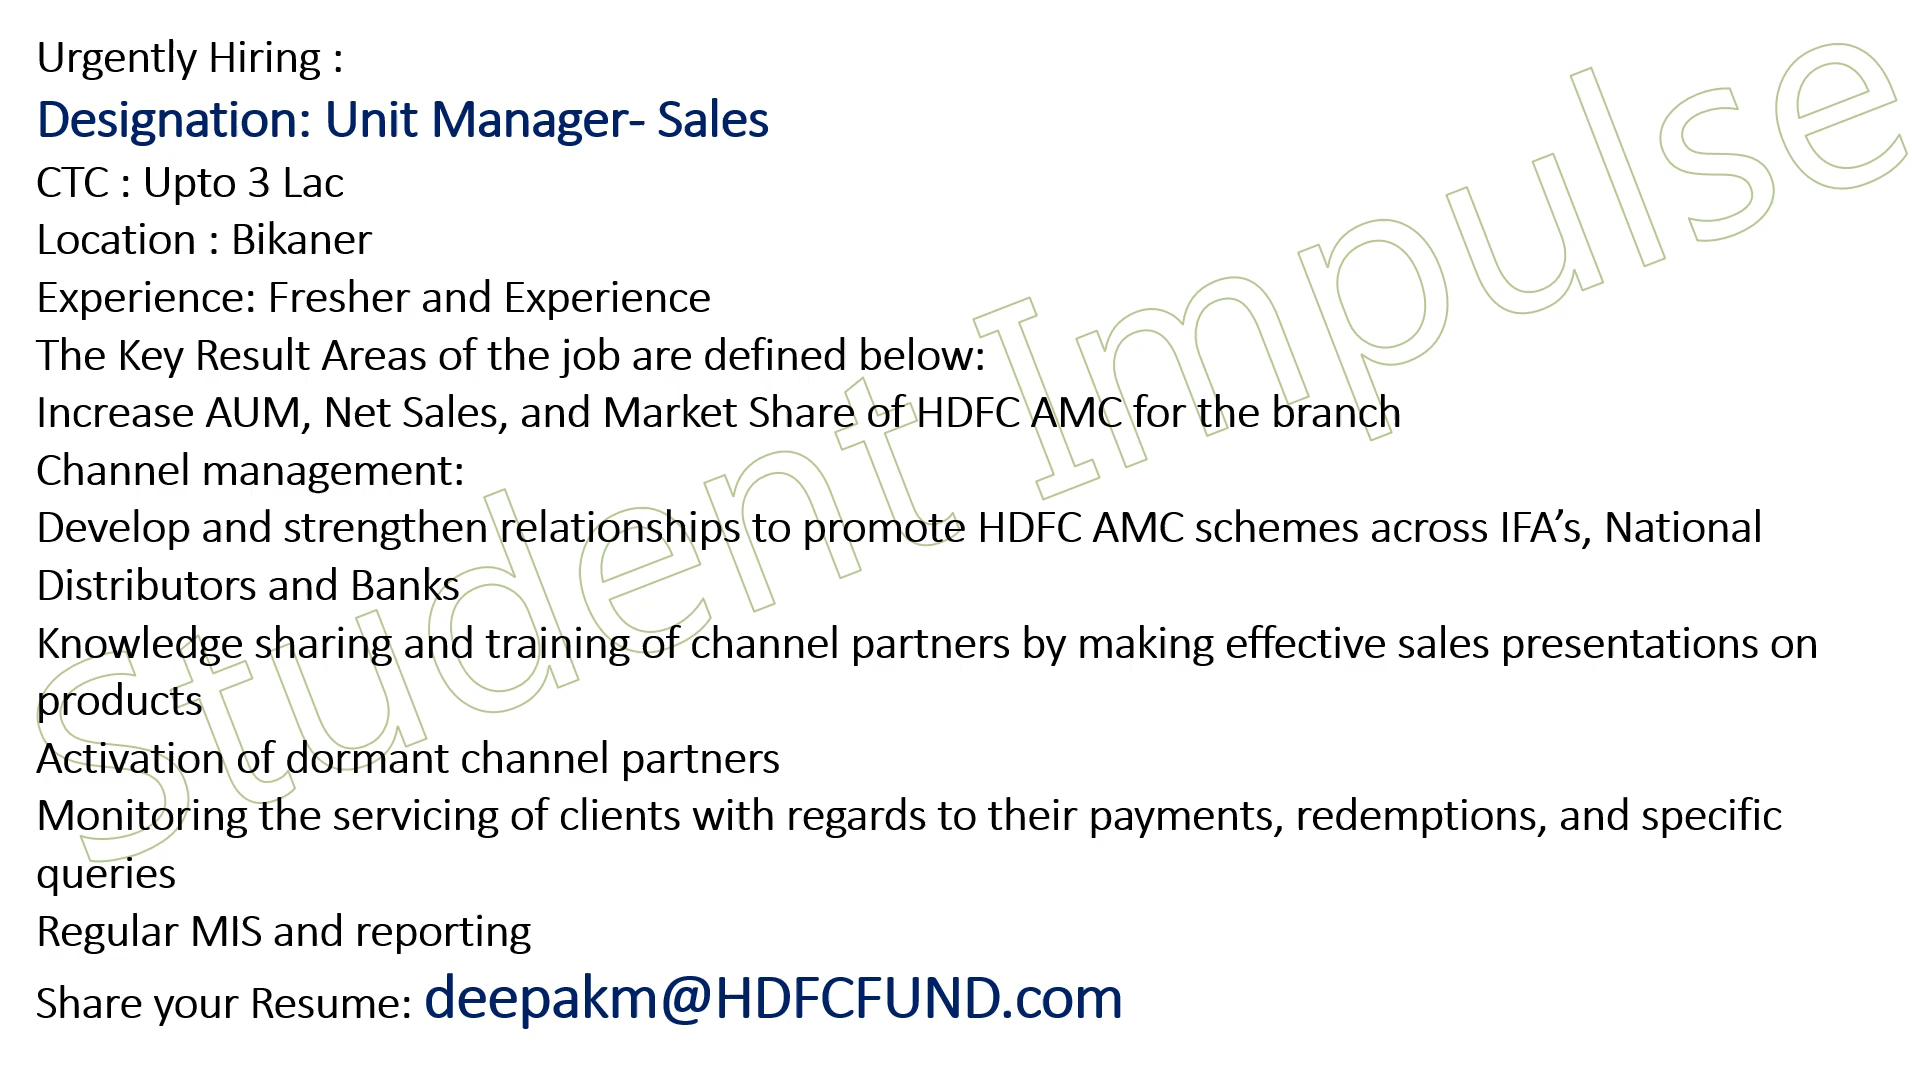 Urgently Hiring :
Designation: Unit Manager- Sales
CTC : Upto 3 Lac
Location : Bikaner
Experience: Fresher and Experience
The Key Result Areas of the job are defined below:
Increase AUM, Net Sales, and Market Share of HDFC AMC for the branch
Channel management:
Develop and strengthen relationships to promote HDFC AMC schemes across IFA’s, National
Distributors and Banks
Knowledge sharing and training of channel partners by making effective sales presentations on
products
Activation of dormant channel partners
Monitoring the servicing of clients with regards to their payments, redemptions, and specific
queries
Regular MIS and reporting
Share your Resume: deepakm@HDFCFUND.com
Student Impulse